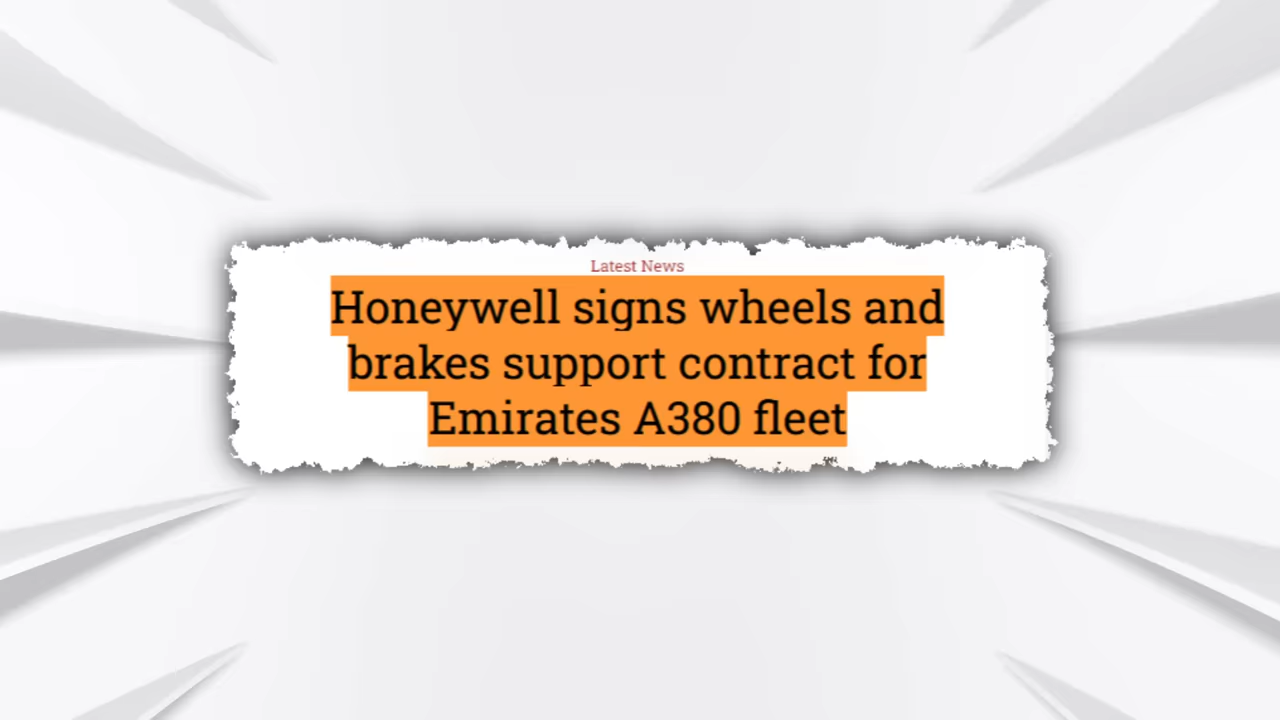 Latest News
Honeywell signs wheels and
brakes support contract for
Emirates A380 fleet